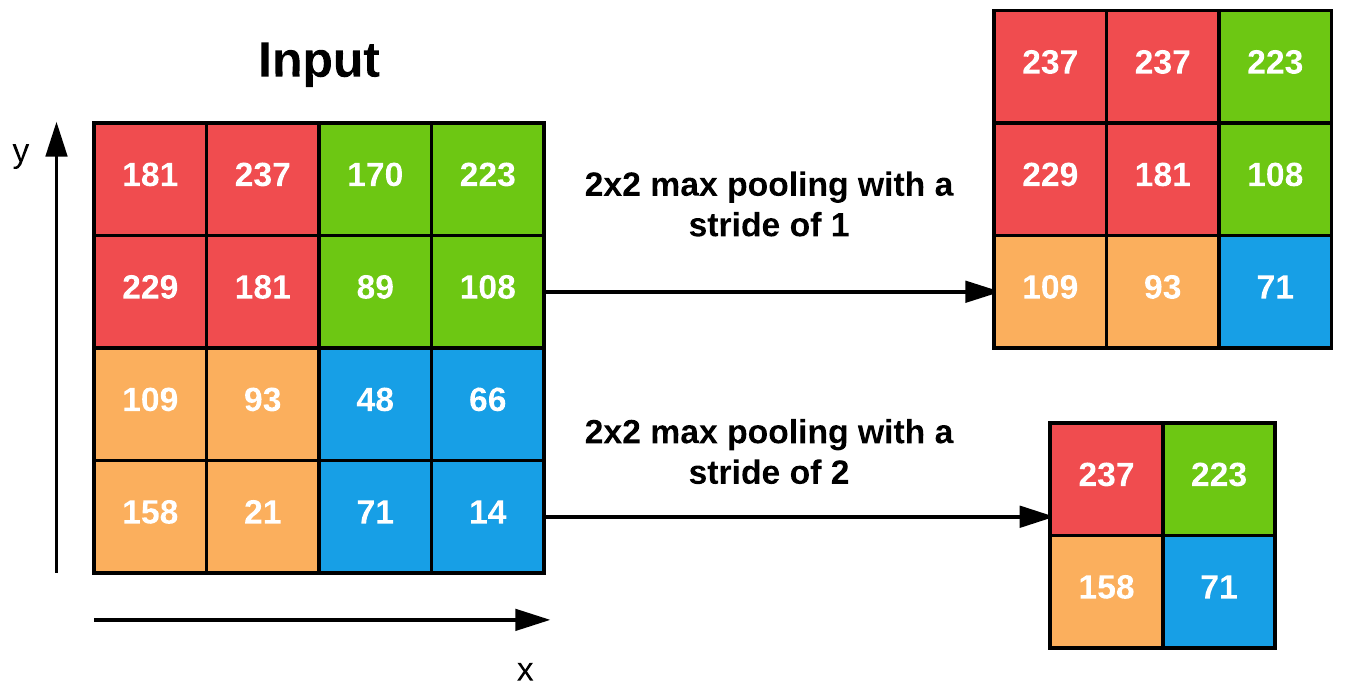 Input
y
181 237 170 223
229 181 89 108
109 93 48 66
158 21 71 14
x
2x2 max pooling with a
stride of 1
237 237 223
229 181 108
109 93 71
2x2 max pooling with a
stride of 2
237 223
158 71